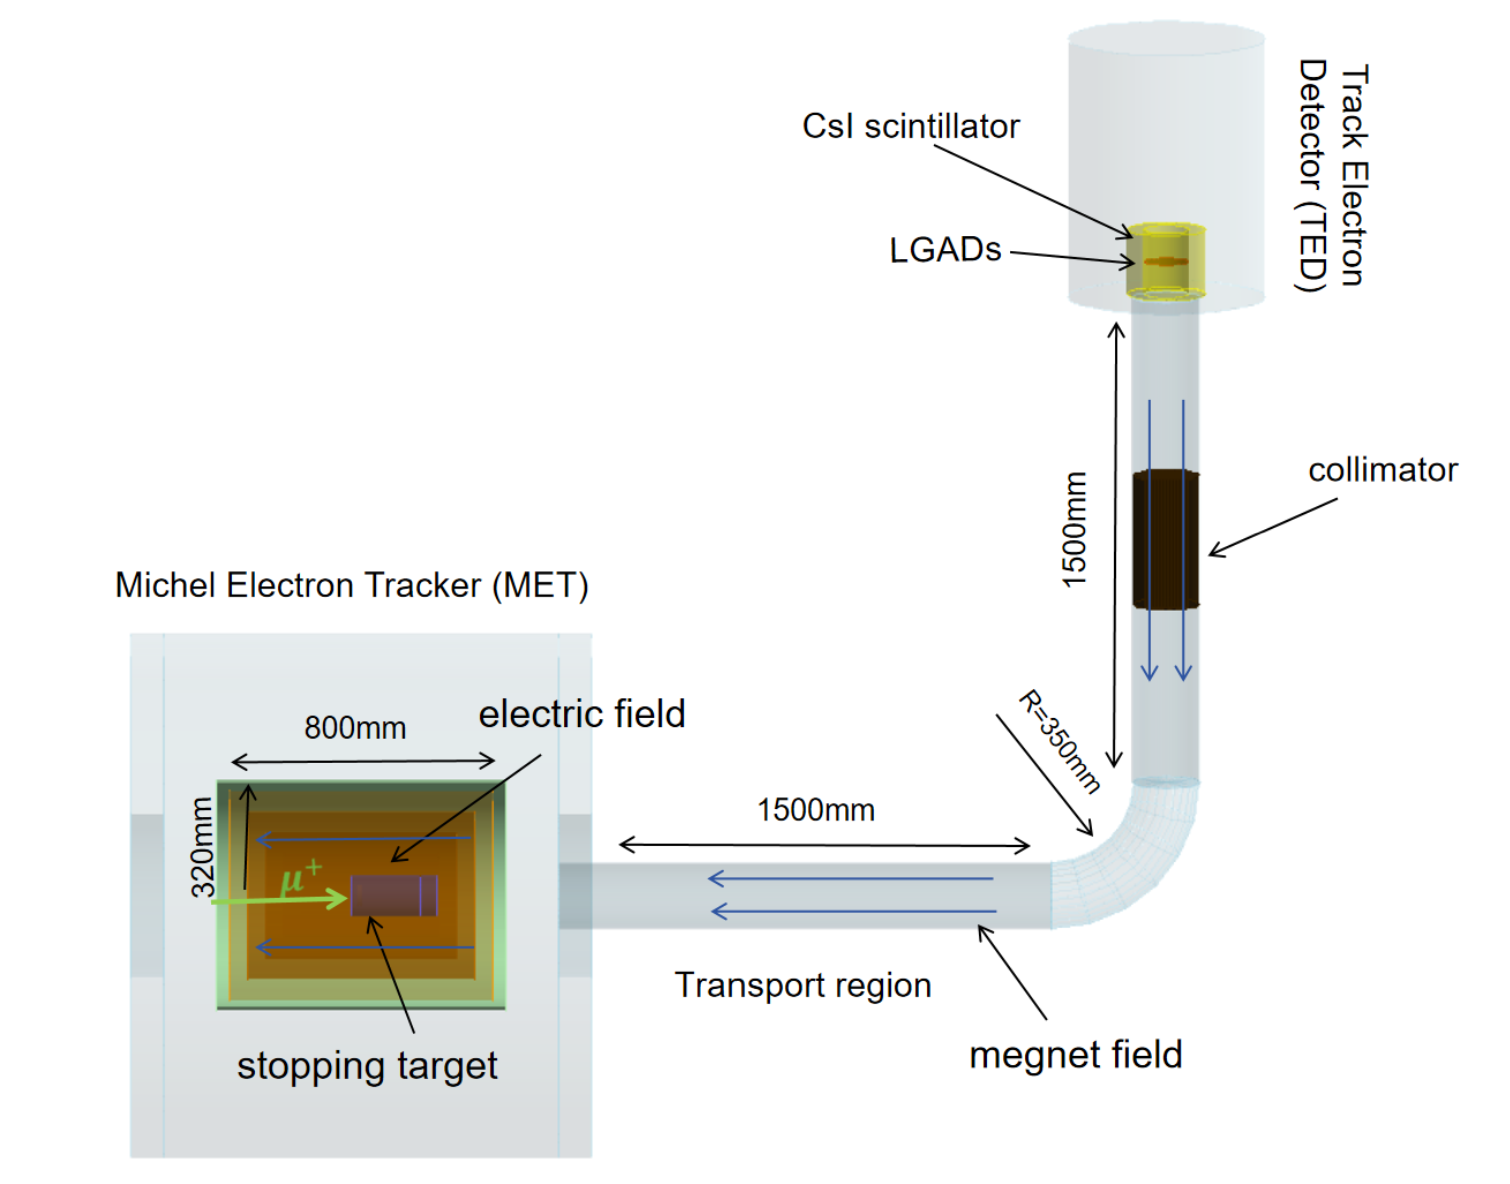 CsI scintillator
LGADs
Track Electron
Detector (TED)
collimator
1500mm
R=350mm
Michel Electron Tracker (MET)
electric field
800mm
320mm
μ⁺
1500mm
Transport region
stopping target
megnet field